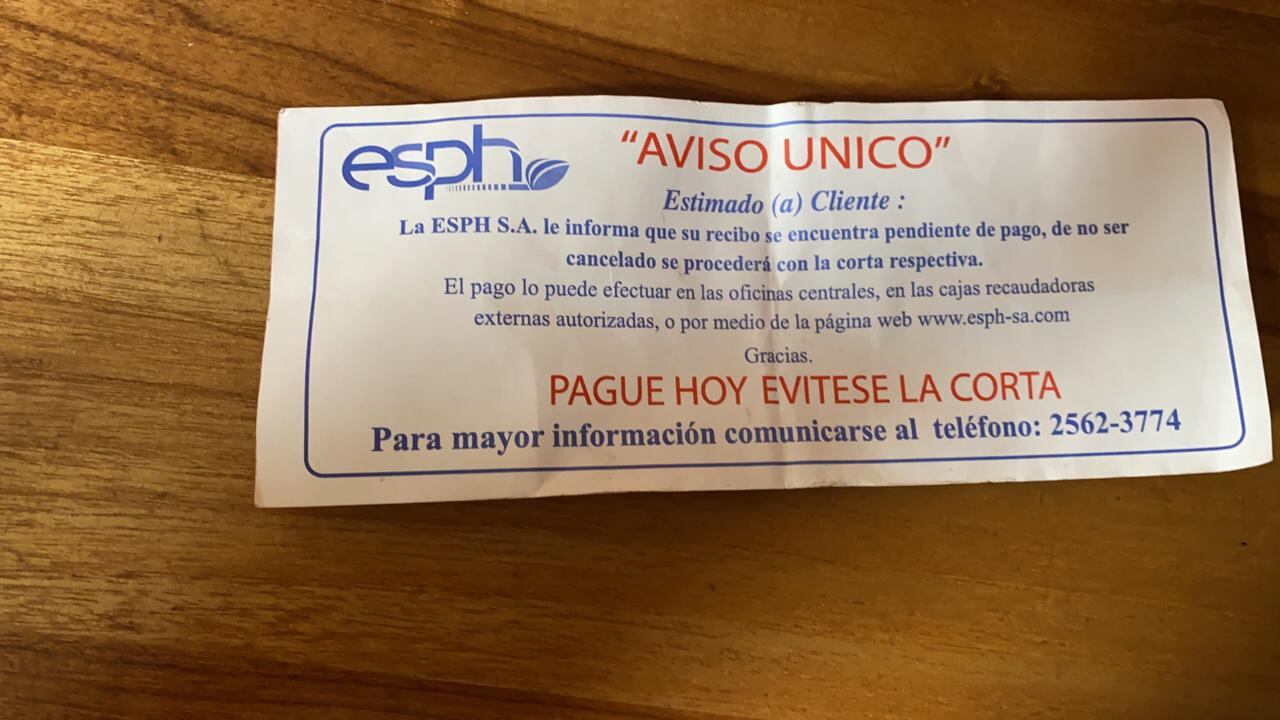 esph
"AVISO UNICO"
Estimado (a) Cliente :
La ESPH S.A. le informa que su recibo se encuentra pendiente de pago, de no ser
cancelado se procederá con la corta respectiva.
El pago lo puede efectuar en las oficinas centrales, en las cajas recaudadoras
externas autorizadas, o por medio de la página web www.esph-sa.com
Gracias.
PAGUE HOY EVITESE LA CORTA
Para mayor información comunicarse al teléfono: 2562-3774